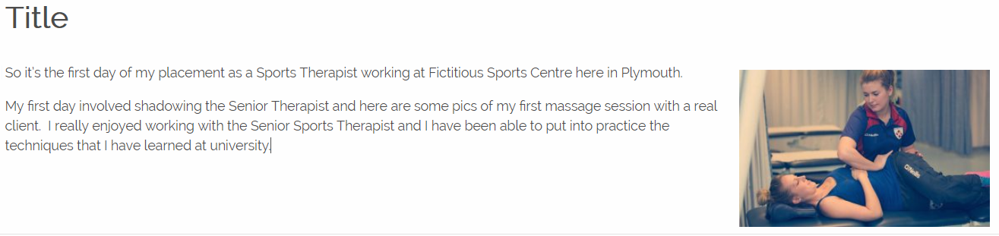 Title
So it's the first day of my placement as a Sports Therapist working at Fictitious Sports Centre here in Plymouth.
My first day involved shadowing the Senior Therapist and here are some pics of my first massage session with a real
client.  I really enjoyed working with the Senior Sports Therapist and I have been able to put into practice the
techniques that I have learned at university.
O'Neills